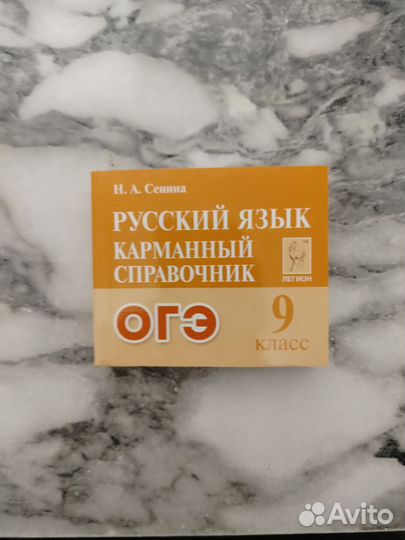 Н. А. Сенина
РУССКИЙ ЯЗЫК
КАРМАННЫЙ
СПРАВОЧНИК
ЛЕГИОН
ОГЭ
9
класс
Avito